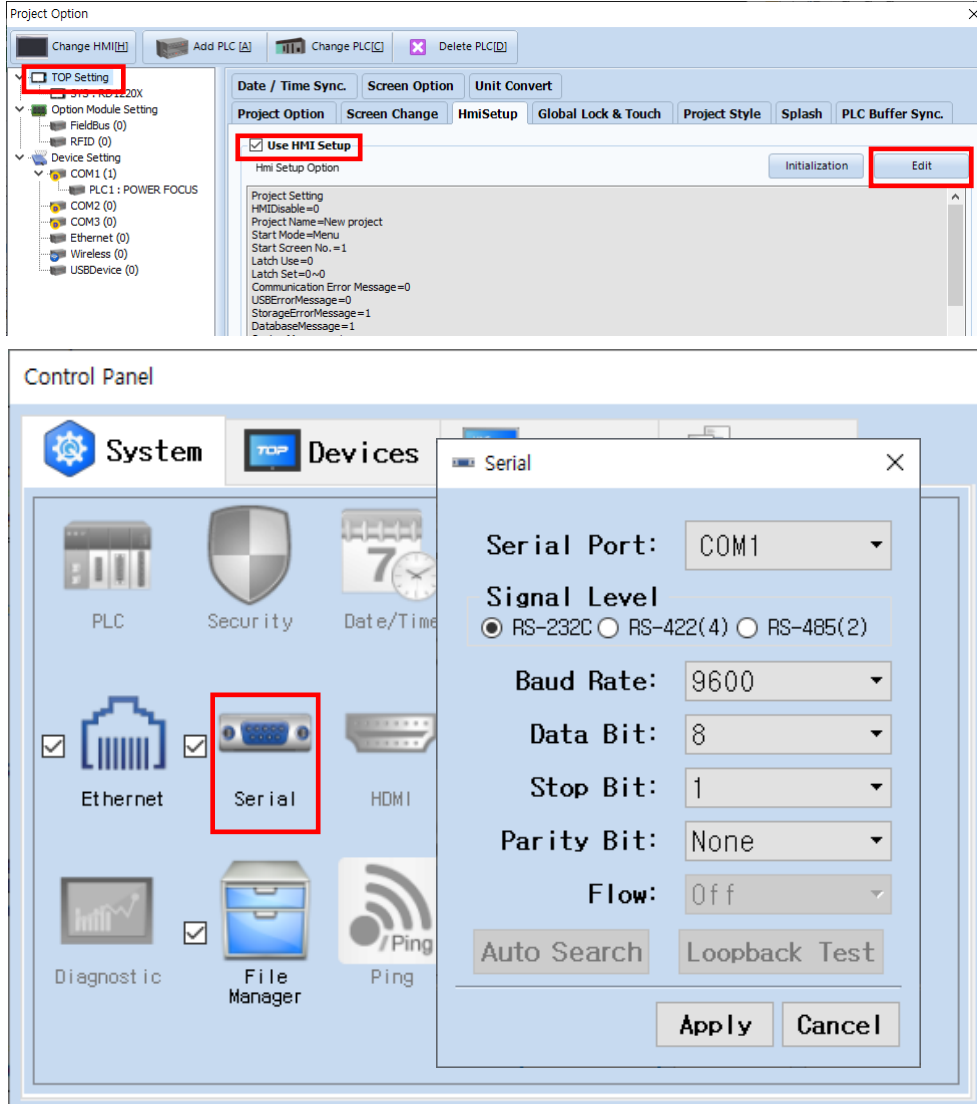 Project Option
Change HMI[H] Add PLC [A] Change PLC[C] Delete PLC[D]
TOP Setting
SYS : RD1220X
Option Module Setting
FieldBus (0)
RFID (0)
Device Setting
COM1 (1)
PLC1 : POWER FOCUS
COM2 (0)
COM3 (0)
Ethernet (0)
Wireless (0)
USBDevice (0)
Date / Time Sync. Screen Option Unit Convert
Project Option Screen Change HmiSetup Global Lock & Touch Project Style Splash PLC Buffer Sync.
Use HMI Setup
Hmi Setup Option Initialization Edit
Project Setting
HMIDisable=0
Project Name=New project
Start Mode=Menu
Start Screen No.=1
Latch Use=0
Latch Set=0~0
Communication Error Message=0
USBErrorMessage=0
StorageErrorMessage=1
DatabaseMessage=1
Control Panel
System TOP Devices
PLC Security 7 Date/Time
Ethernet Serial HDMI
Diagnostic File Manager /Ping Ping
Serial
Serial Port: COM1
Signal Level
RS-232C RS-422(4) RS-485(2)
Baud Rate: 9600
Data Bit: 8
Stop Bit: 1
Parity Bit: None
Flow: Off
Auto Search Loopback Test
Apply Cancel